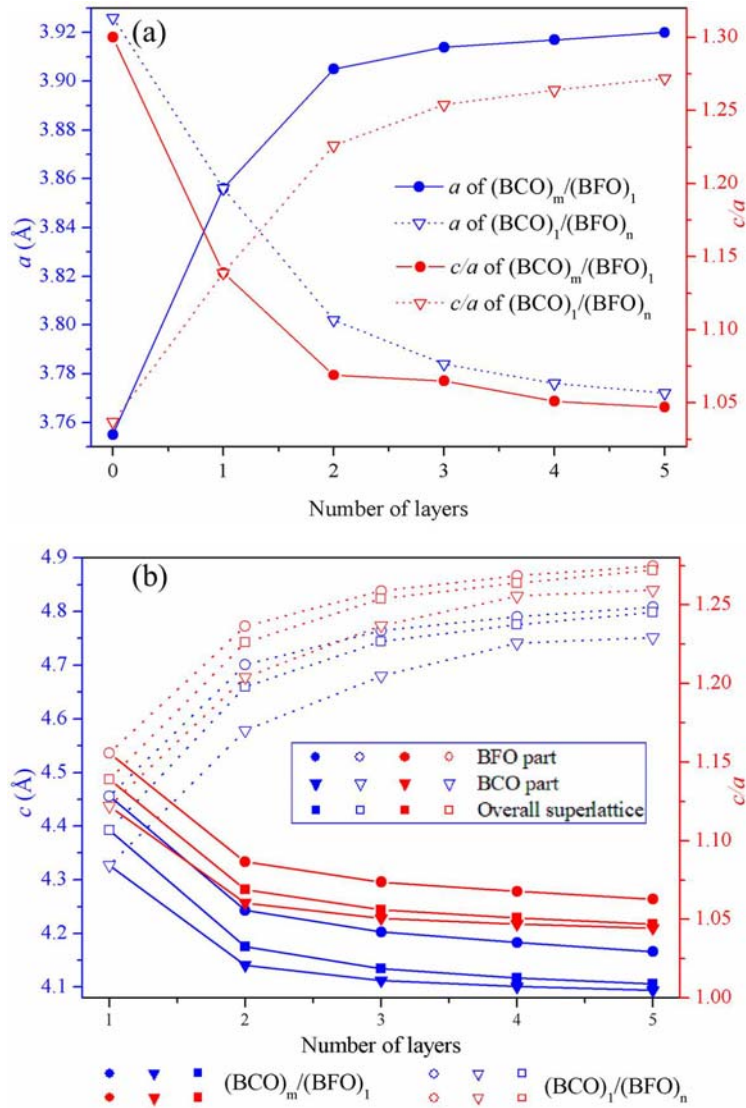 (a)
3.92
3.90
3.88
3.86
3.84
3.82
3.80
3.78
3.76
a (Å)
1.30
1.25
1.20
1.15
1.10
1.05
c/a
a of (BCO)m/(BFO)1
a of (BCO)1/(BFO)n
c/a of (BCO)m/(BFO)1
c/a of (BCO)1/(BFO)n
0 1 2 3 4 5
Number of layers
(b)
4.9
4.8
4.7
4.6
4.5
4.4
4.3
4.2
4.1
c (Å)
1.25
1.20
1.15
1.10
1.05
1.00
c/a
BFO part
BCO part
Overall superlattice
1 2 3 4 5
Number of layers
(BCO)m/(BFO)1 (BCO)1/(BFO)n